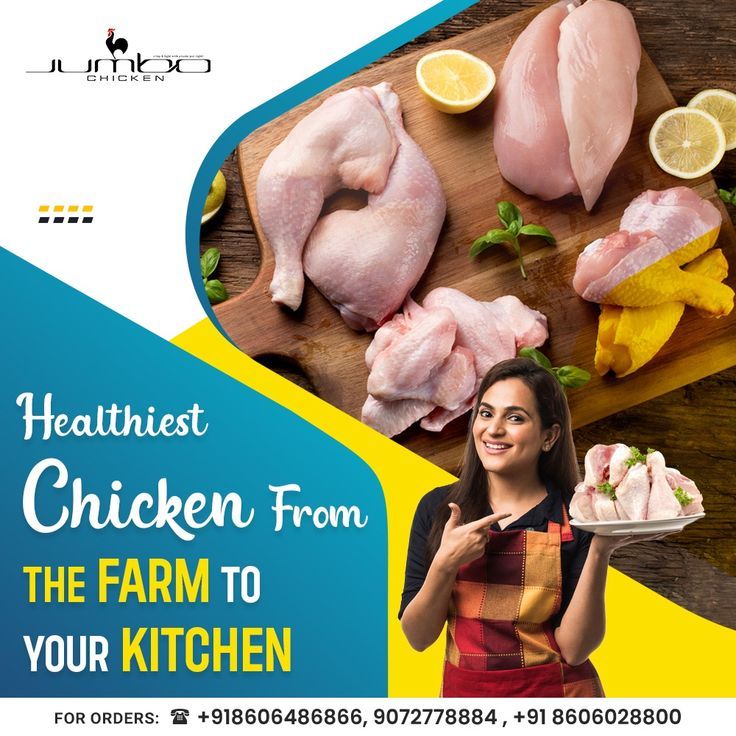 JUMBO
CHICKEN
Healthiest
Chicken From
THE FARM TO
YOUR KITCHEN
FOR ORDERS: ☎ +918606486866, 9072778884 , +91 8606028800